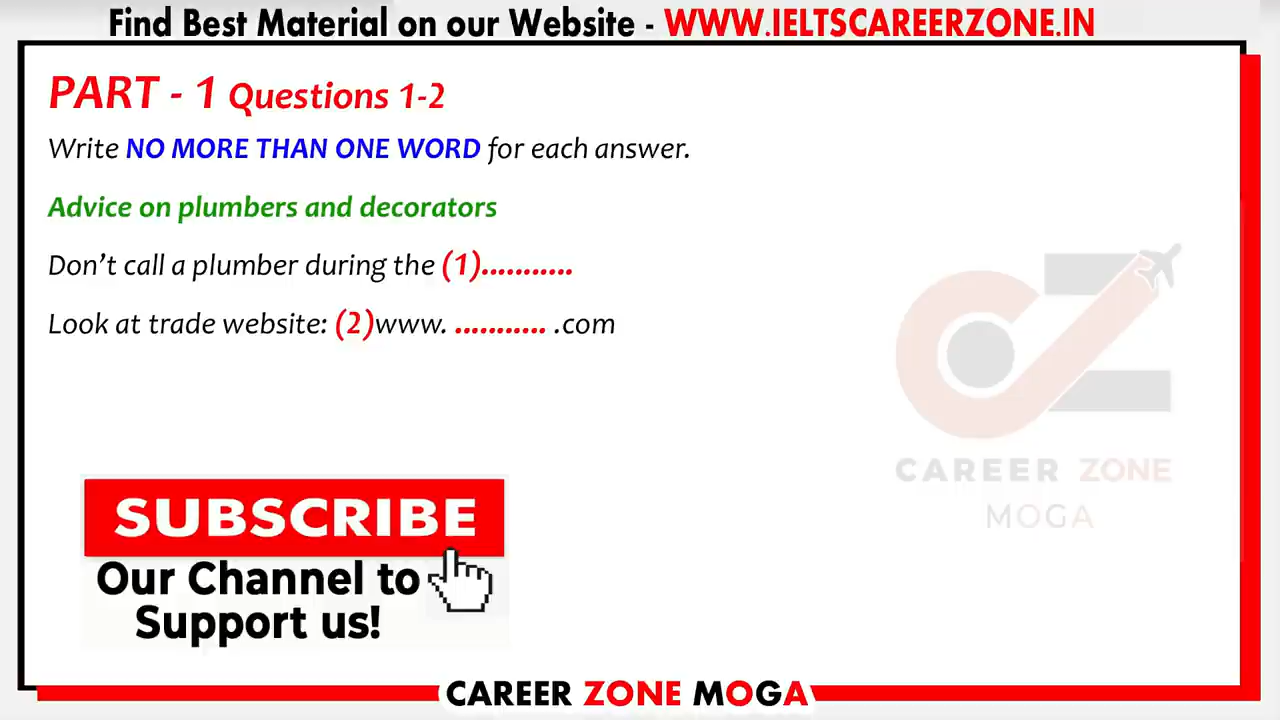 Find Best Material on our Website - WWW.IELTSCAREERZONE.IN
PART - 1 Questions 1-2
Write NO MORE THAN ONE WORD for each answer.
Advice on plumbers and decorators
Don’t call a plumber during the (1)...........
Look at trade website: (2)www. ........... .com
CAREER ZONE
MOGA
SUBSCRIBE
Our Channel to
Support us!
CAREER ZONE MOGA